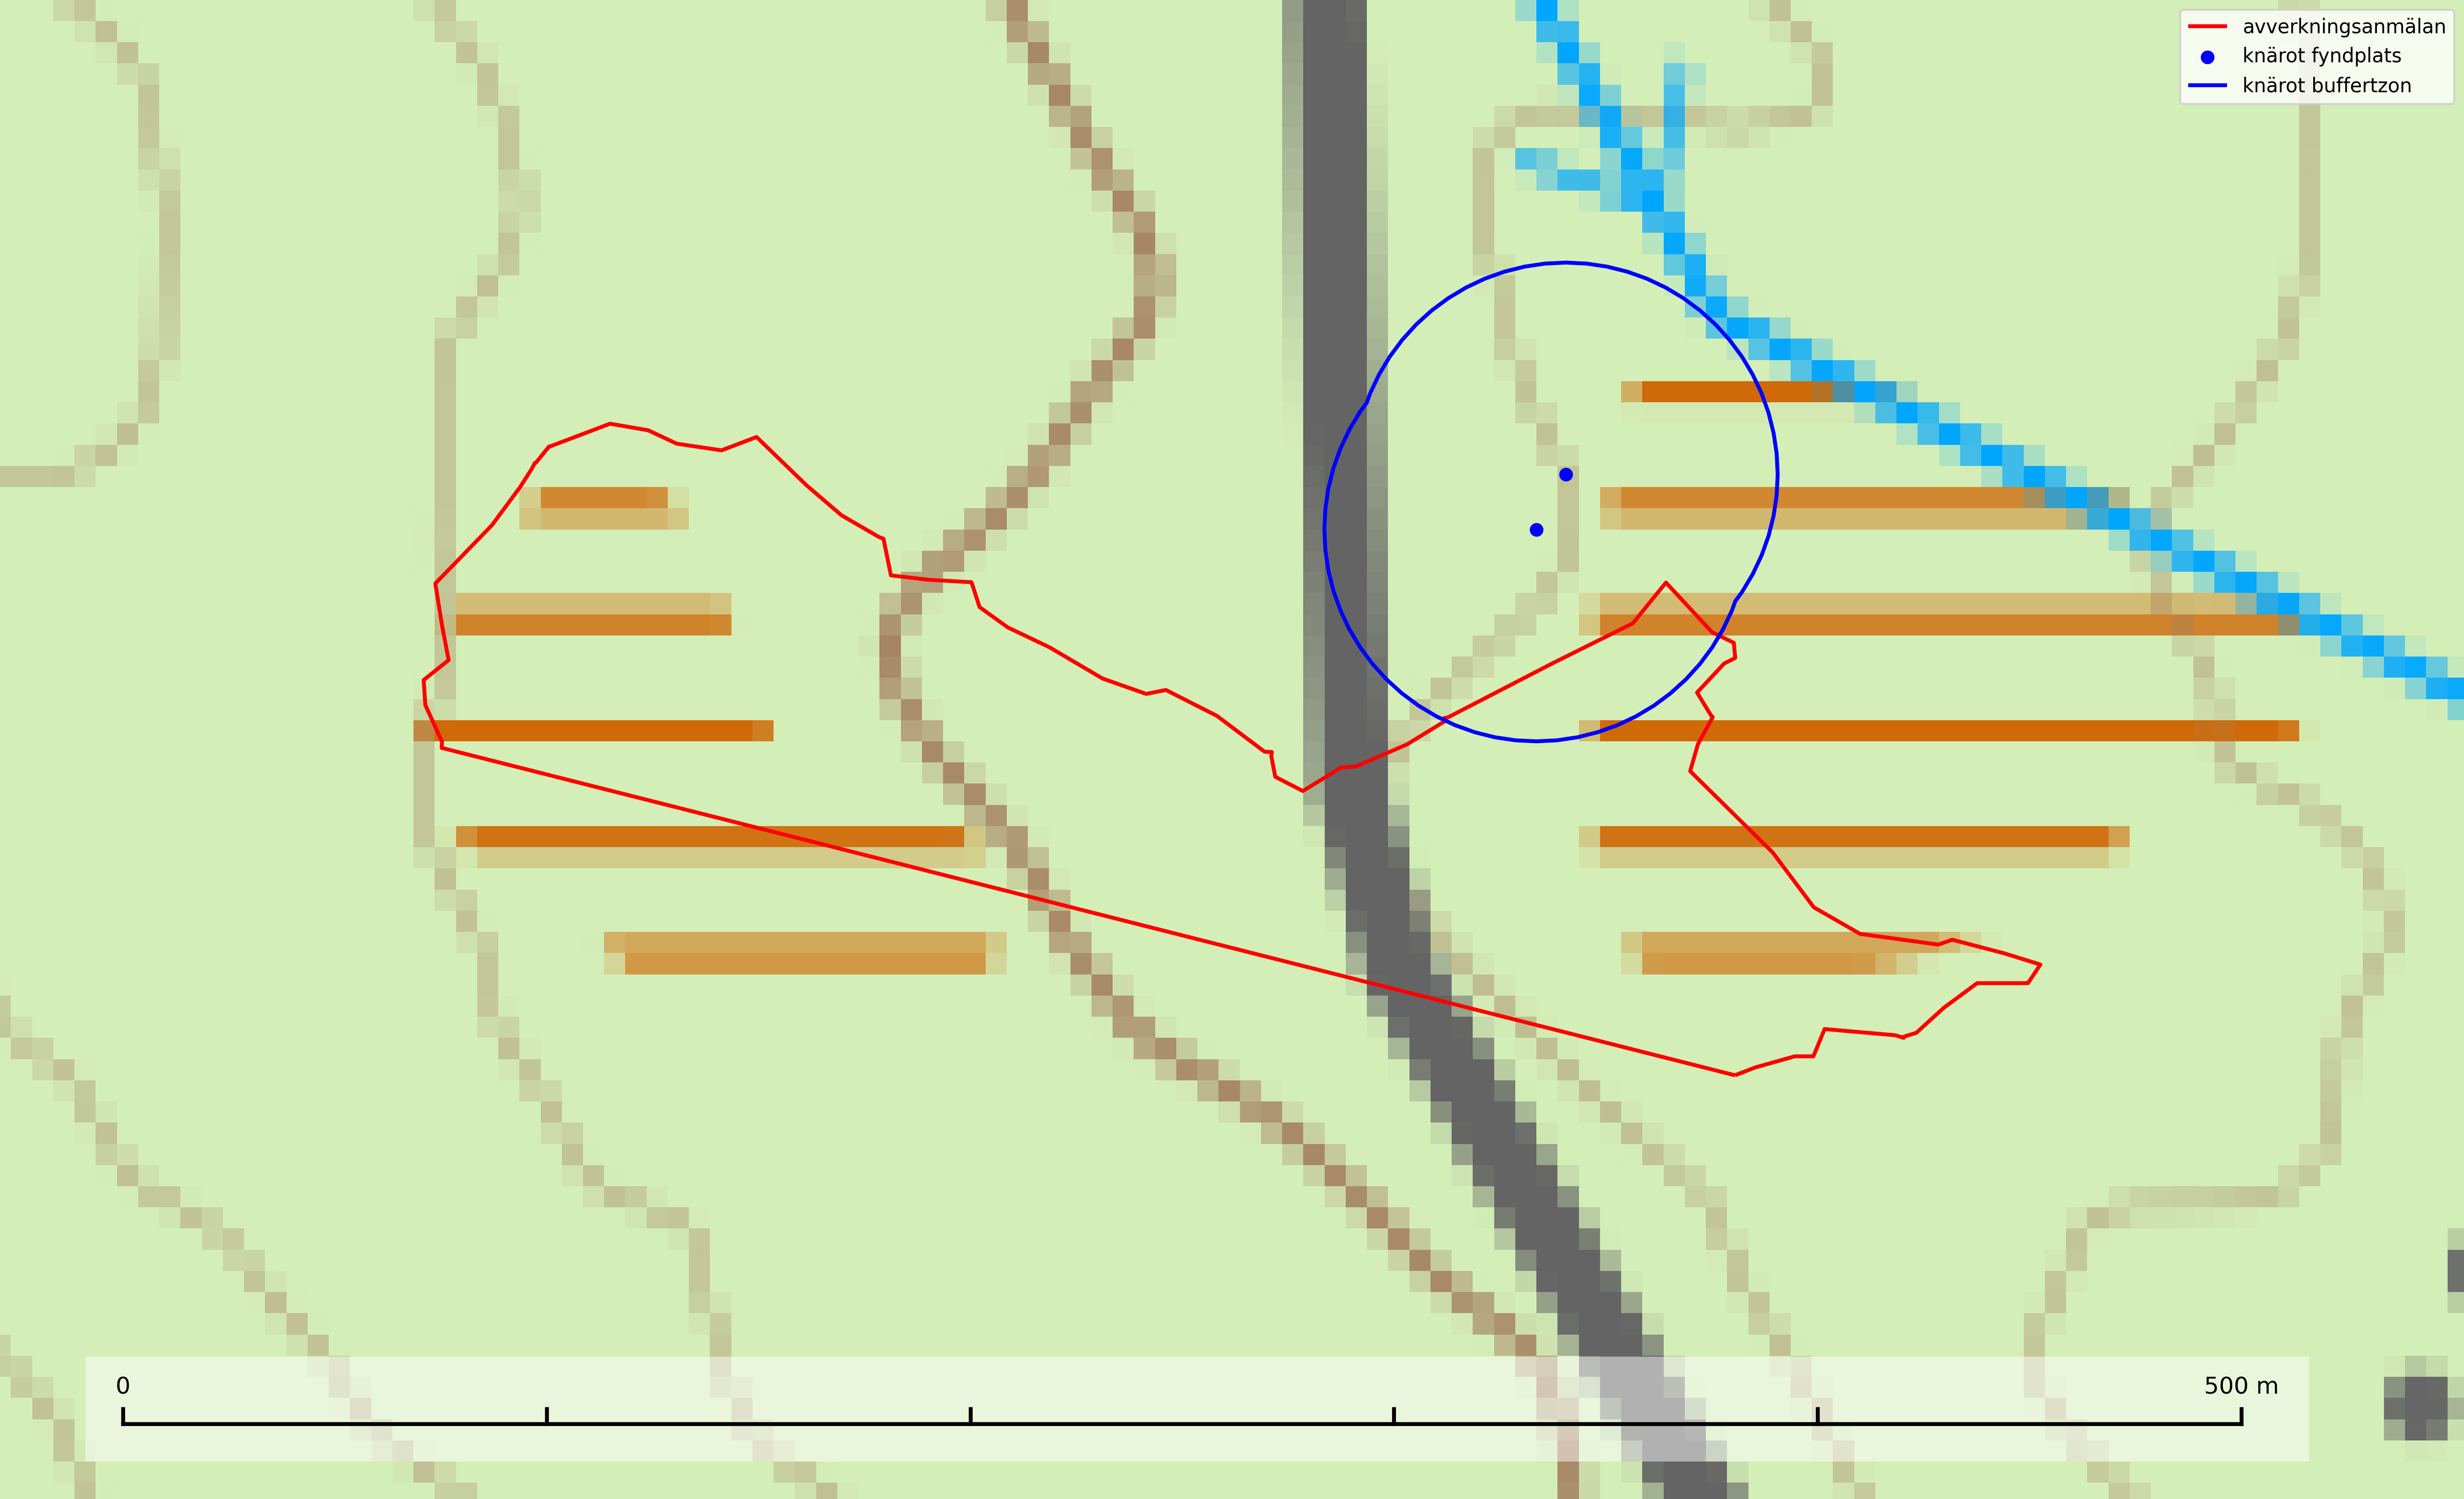 avverkningsanmälan
knärot fyndplats
knärot buffertzon
0
500 m